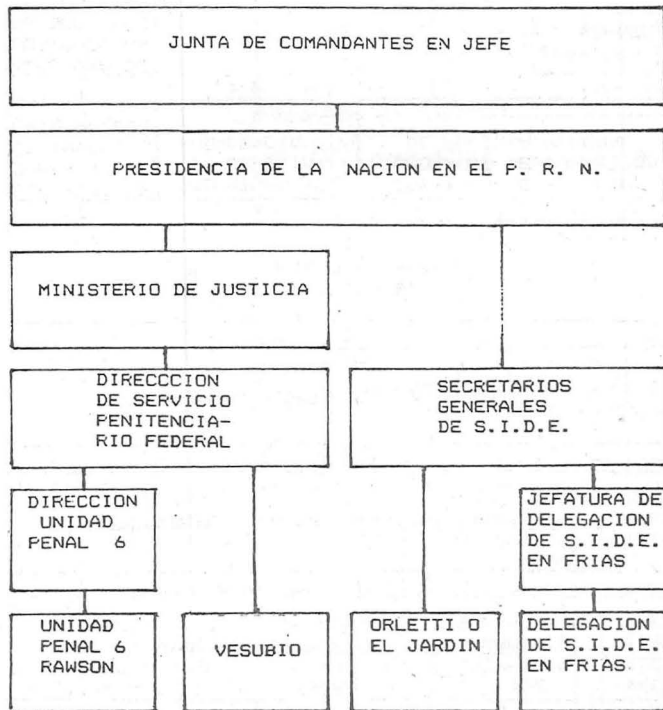 JUNTA DE COMANDANTES EN JEFE
PRESIDENCIA DE LA NACION EN EL P. R. N.
MINISTERIO DE JUSTICIA
DIRECCCION
DE SERVICIO
PENITENCIA-
RIO FEDERAL
SECRETARIOS
GENERALES
DE S.I.D.E.
DIRECCION
UNIDAD
PENAL 6
JEFATURA DE
DELEGACION
DE S.I.D.E.
EN FRIAS
UNIDAD
PENAL 6
RAWSON
VESUBIO
ORLETTI O
EL JARDIN
DELEGACION
DE S.I.D.E.
EN FRIAS